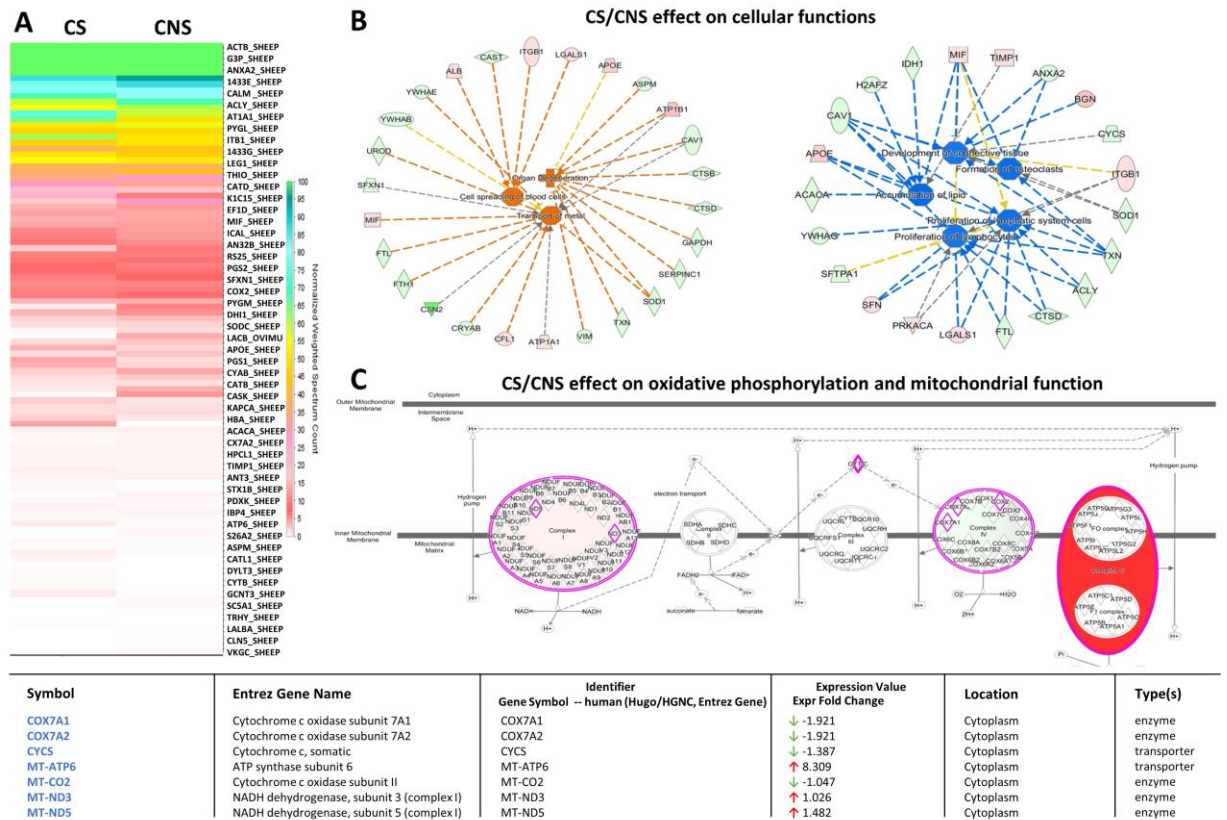 A
CS
CNS
ACTB_SHEEP
G3P_SHEEP
ANXA2_SHEEP
1433E_SHEEP
CALM_SHEEP
ACLY_SHEEP
AT1A1_SHEEP
PYGL_SHEEP
ITB1_SHEEP
1433G_SHEEP
LEG1_SHEEP
THIO_SHEEP
CATD_SHEEP
K1C15_SHEEP
EF1D_SHEEP
MIF_SHEEP
ICAL_SHEEP
AN32B_SHEEP
RS25_SHEEP
PGS2_SHEEP
SFXN1_SHEEP
COX2_SHEEP
PYGM_SHEEP
DHI1_SHEEP
SODC_SHEEP
LACB_OVIMU
APOE_SHEEP
PGS1_SHEEP
CYAB_SHEEP
CATB_SHEEP
CASK_SHEEP
KAPCA_SHEEP
HBA_SHEEP
ACACA_SHEEP
CX7A2_SHEEP
HPCL1_SHEEP
TIMP1_SHEEP
ANT3_SHEEP
STX1B_SHEEP
PDXK_SHEEP
IBP4_SHEEP
ATP6_SHEEP
S26A2_SHEEP
ASPM_SHEEP
CATL1_SHEEP
DYLT3_SHEEP
CYTB_SHEEP
GCNT3_SHEEP
SC5A1_SHEEP
TRHY_SHEEP
LALBA_SHEEP
CLN5_SHEEP
VKGC_SHEEP
100
95
90
85
80
75
70
65
60
55
50
45
40
35
30
25
20
15
10
5
0
Normalized Weighted Spectrum Count
B
CS/CNS effect on cellular functions
ITGB1
CAST
LGALS1
ALB
APOE
YWHAE
ASPM
YWHAB
ATP1B1
UROD
CAV1
SFXN1
CTSB
MIF
CTSD
FTL
GAPDH
FTH1
SERPINC1
CSN2
SOD1
CRYAB
TXN
CFL1
ATP1A1
VIM
Organ Degeneration
Cell spreading of blood cells
Transport of metal
MIF
TIMP1
IDH1
ANXA2
H2AFZ
BGN
CAV1
CYCS
APOE
ITGB1
ACACA
SOD1
YWHAG
TXN
SFTPA1
ACLY
SFN
CTSD
PRKACA
LGALS1
FTL
Development of connective tissue
Formation of osteoclasts
Accumulation of lipid
Proliferation of lymphatic system cells
Proliferation of lymphocytes
C
CS/CNS effect on oxidative phosphorylation and mitochondrial function
Outer Mitochondrial Membrane
Cytoplasm
Intermembrane Space
Inner Mitochondrial Membrane
Mitochondrial Matrix
Hydrogen pump
electron transport
Hydrogen pump
Complex I
Complex II
Complex III
Complex IV
SDHA
SDHC
SDHB
SDHD
F0 complex
F1 complex
NAD+
NADH
H+
FADH2
FAD+
succinate
fumarate
O2
H2O
2H+
Pi
Symbol Entrez Gene Name Identifier Expression Value Location Type(s)
Gene Symbol -- human (Hugo/HGNC, Entrez Gene) Expr Fold Change
COX7A1 Cytochrome c oxidase subunit 7A1 COX7A1 ↓ -1.921 Cytoplasm enzyme
COX7A2 Cytochrome c oxidase subunit 7A2 COX7A2 ↓ -1.921 Cytoplasm enzyme
CYCS Cytochrome c, somatic CYCS ↓ -1.387 Cytoplasm transporter
MT-ATP6 ATP synthase subunit 6 MT-ATP6 ↑ 8.309 Cytoplasm transporter
MT-CO2 Cytochrome c oxidase subunit II MT-CO2 ↓ -1.047 Cytoplasm enzyme
MT-ND3 NADH dehydrogenase, subunit 3 (complex I) MT-ND3 ↑ 1.026 Cytoplasm enzyme
MT-ND5 NADH dehydrogenase, subunit 5 (complex I) MT-ND5 ↑ 1.482 Cytoplasm enzyme